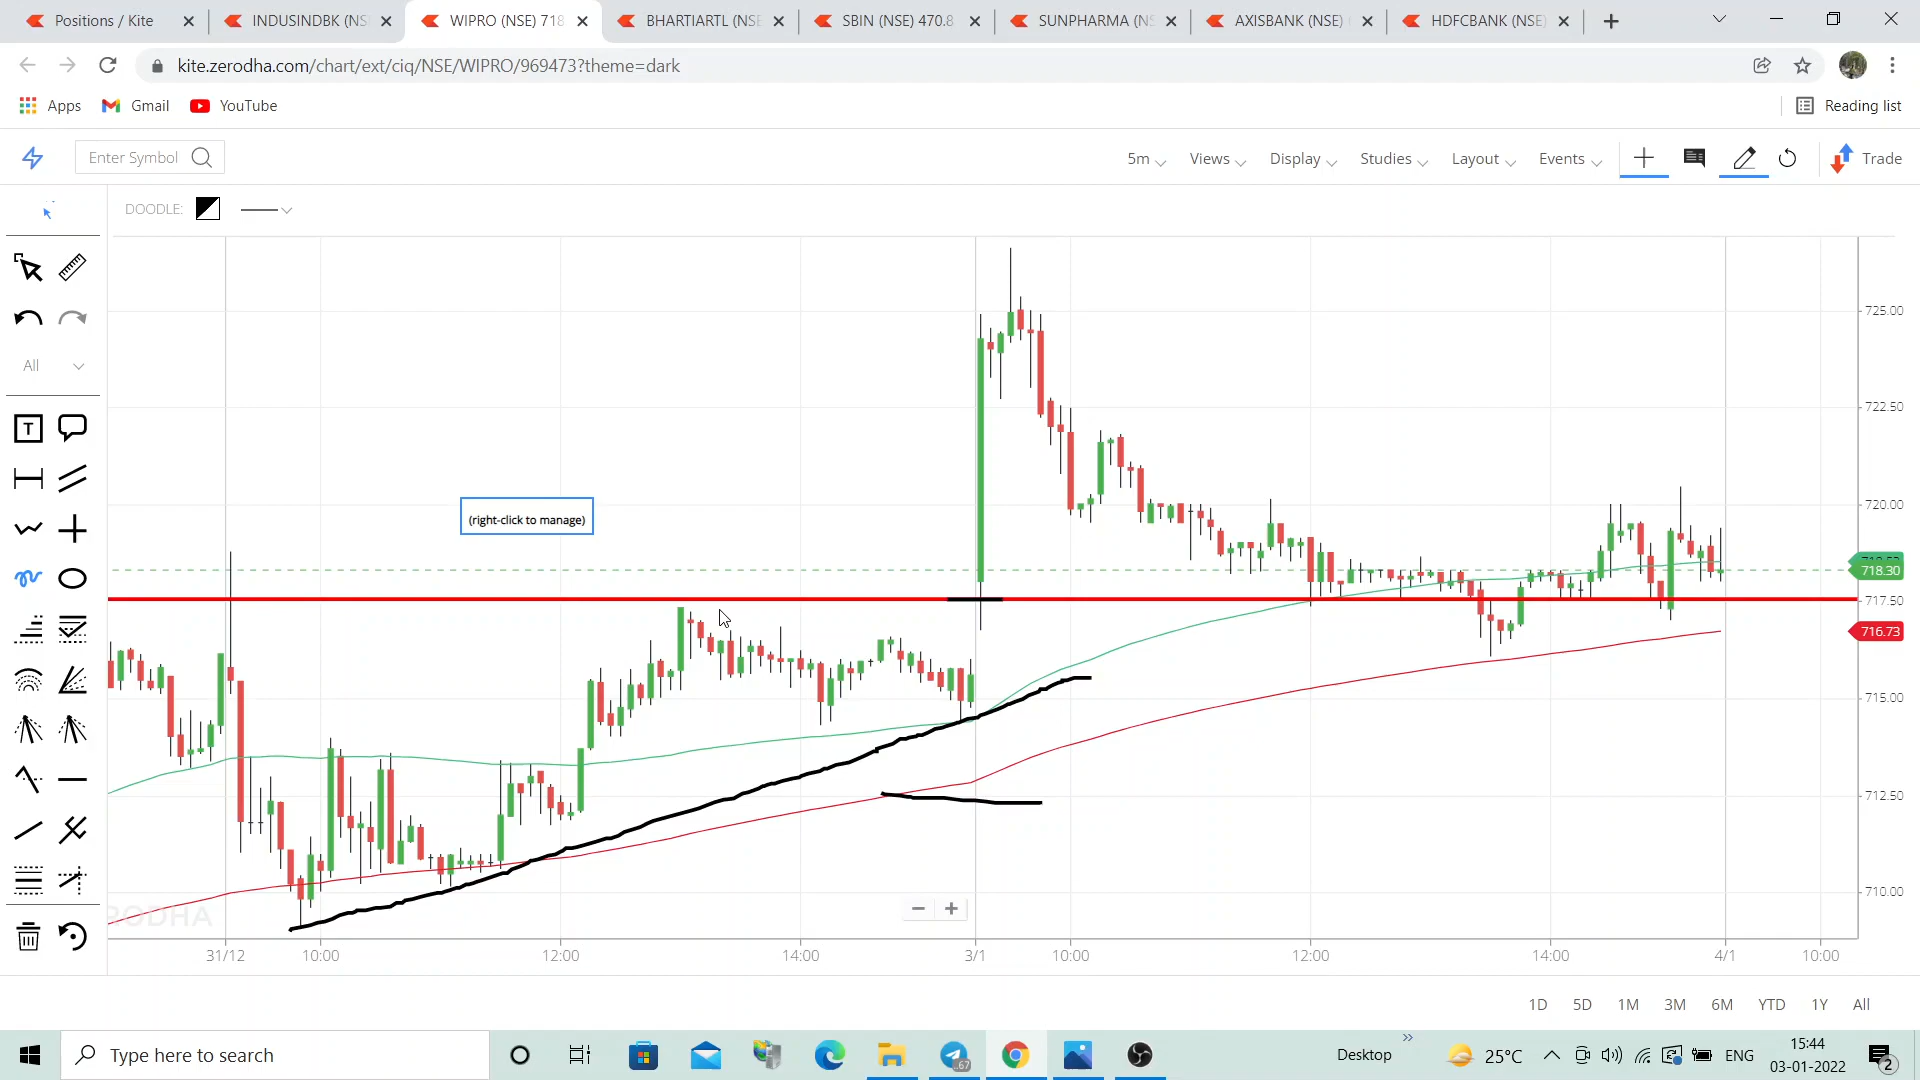 Positions / Kite
INDUSINDBK (NS
WIPRO (NSE) 718
BHARTIARTL (NSE
SBIN (NSE) 470.8
SUNPHARMA (NS
AXISBANK (NSE)
HDFCBANK (NSE)
kite.zerodha.com/chart/ext/ciq/NSE/WIPRO/969473?theme=dark
Apps
Gmail
YouTube
Reading list
Enter Symbol
5m
Views
Display
Studies
Layout
Events
Trade
DOODLE:
All
T
(right-click to manage)
725.00
722.50
720.00
718.30
717.50
716.73
715.00
712.50
710.00
RODHA
31/12
10:00
12:00
14:00
3/1
10:00
12:00
14:00
4/1
10:00
1D
5D
1M
3M
6M
YTD
1Y
All
Type here to search
67
Desktop
25°C
ENG
15:44
03-01-2022
2